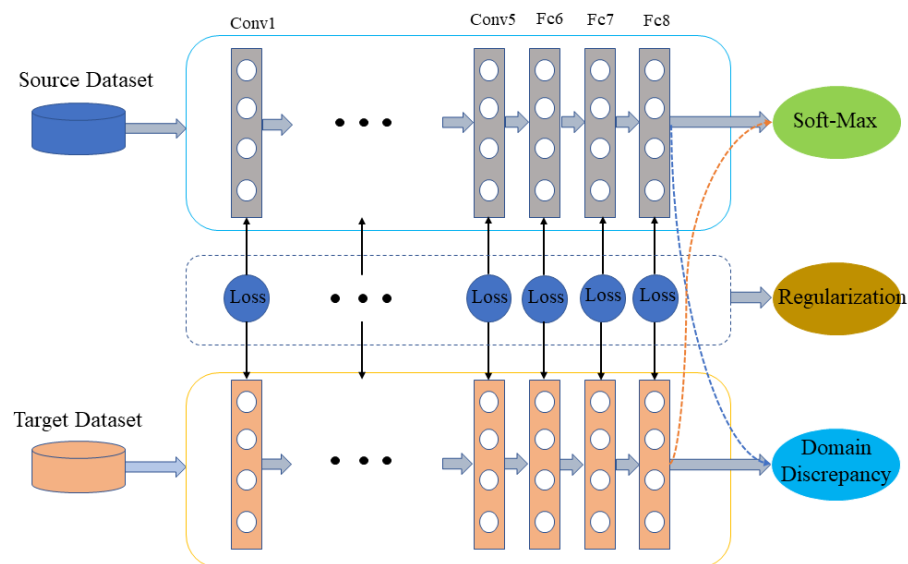 Conv1
Conv5
Fc6
Fc7
Fc8
Source Dataset
Soft-Max
Loss
Loss
Loss
Loss
Loss
Regularization
Target Dataset
Domain
Discrepancy